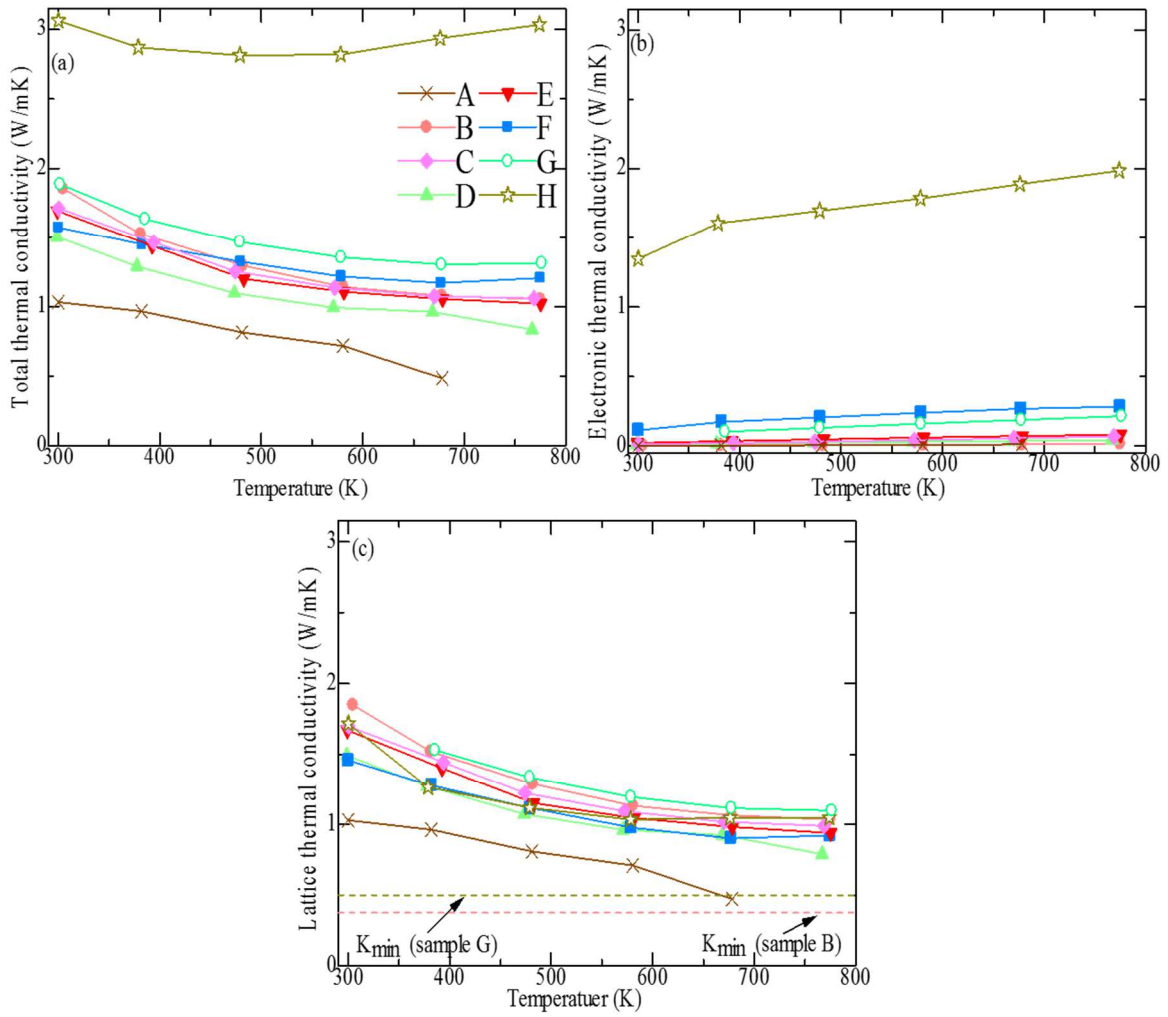 (a)
Total thermal conductivity (W/mK)
3
2
1
0
A E
B F
C G
D H
300 400 500 600 700 800
Temperature (K)
(b)
Electronic thermal conductivity (W/mK)
3
2
1
0
300 400 500 600 700 800
Temperature (K)
(c)
Lattice thermal conductivity (W/mK)
3
2
1
0
Kmin (sample G)
Kmin (sample B)
300 400 500 600 700 800
Temperatuer (K)